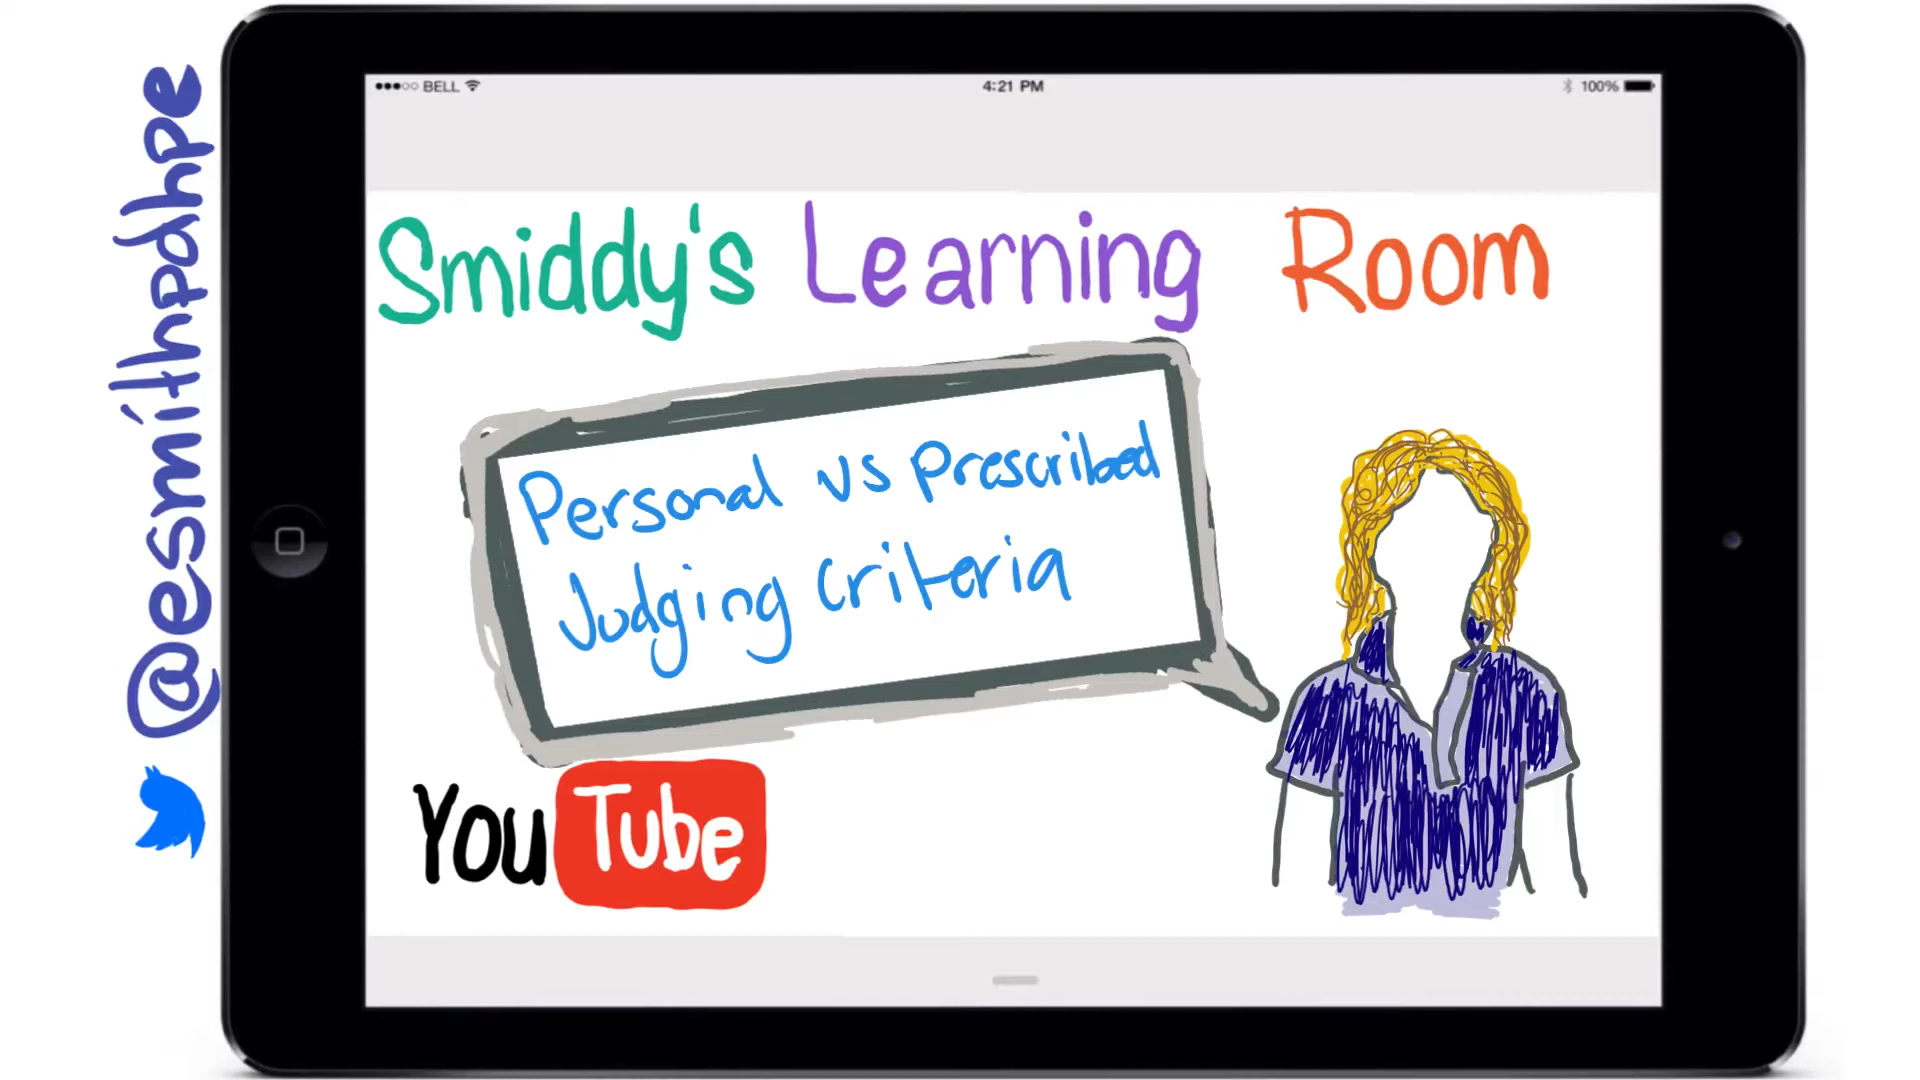 BELL
4:21 PM
100%
Smiddy's Learning Room
Personal vs prescribed
Judging criteria
YouTube
@esmithpdhpe